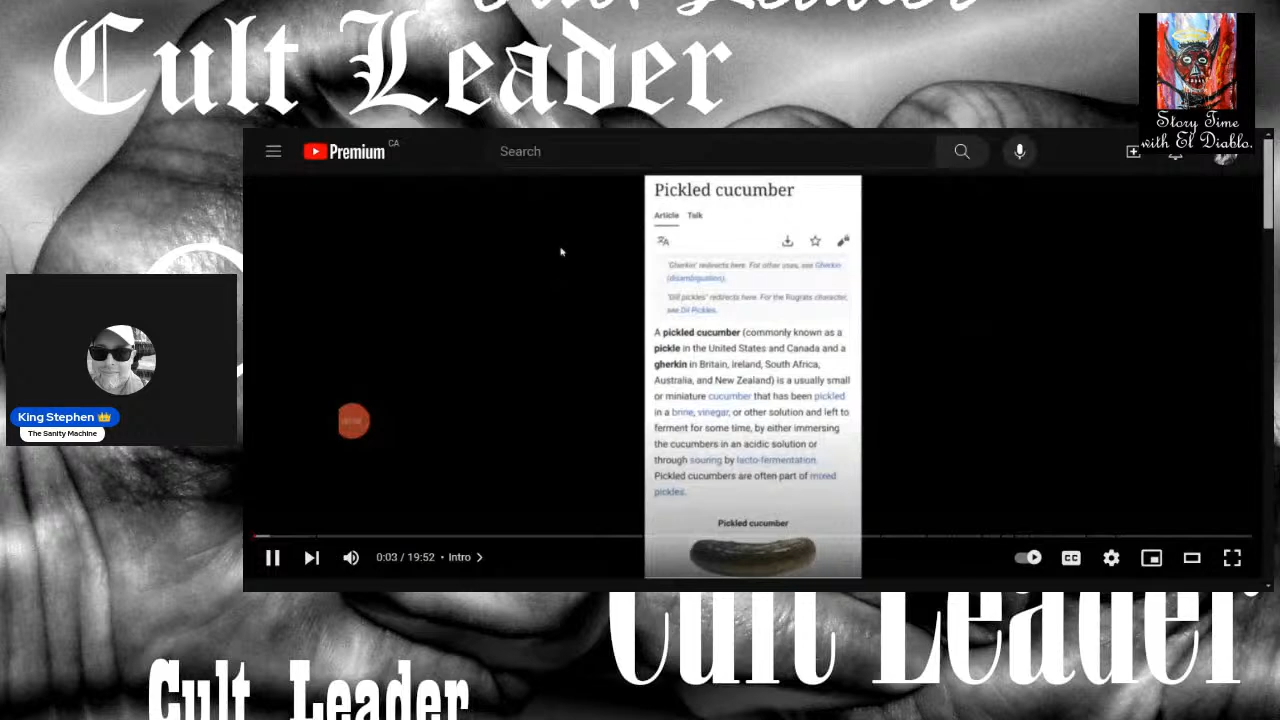 Cult Leader
Cult Leader
Story Time
with El Diablo.
Premium
CA
Search
Pickled cucumber
Article Talk
'Gherkin' redirects here. For other uses, see Gherkin
(disambiguation).
"Dill pickles" redirects here. For the Rugrats character,
see Dil Pickles.
A pickled cucumber (commonly known as a
pickle in the United States and Canada and a
gherkin in Britain, Ireland, South Africa,
Australia, and New Zealand) is a usually small
or miniature cucumber that has been pickled
in a brine, vinegar, or other solution and left to
ferment for some time, by either immersing
the cucumbers in an acidic solution or
through souring by lacto-fermentation.
Pickled cucumbers are often part of mixed
pickles.
Pickled cucumber
King Stephen 👑
The Sanity Machine
0:03 / 19:52 • Intro
CC
Cult Leader
Cult Leader